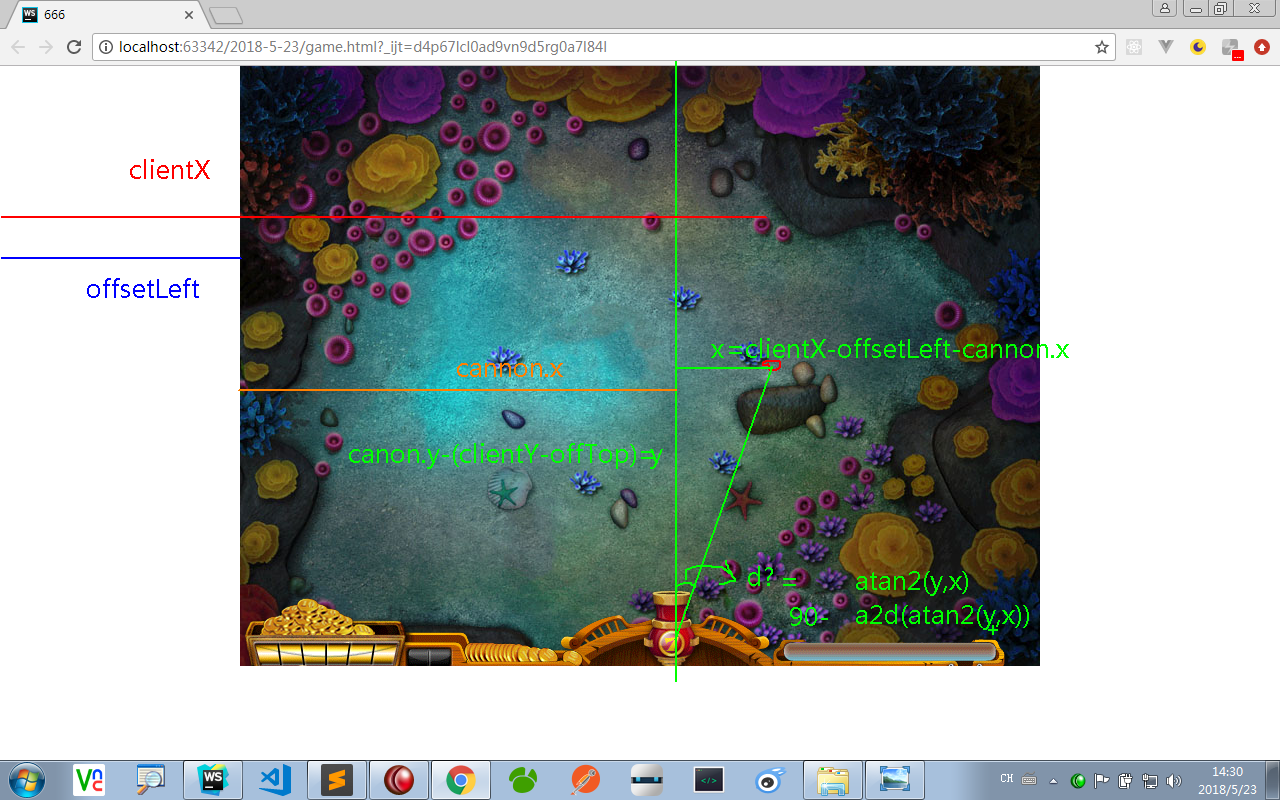 666
localhost:63342/2018-5-23/game.html?_ijt=d4p67lcl0ad9vn9d5rg0a7l84l
clientX
offsetLeft
x=clientX-offsetLeft-cannon.x
cannon.x
canon.y-(clientY-offTop)=y
d? = atan2(y,x)
90- a2d(atan2(y,x))
7
CH
14:30
2018/5/23